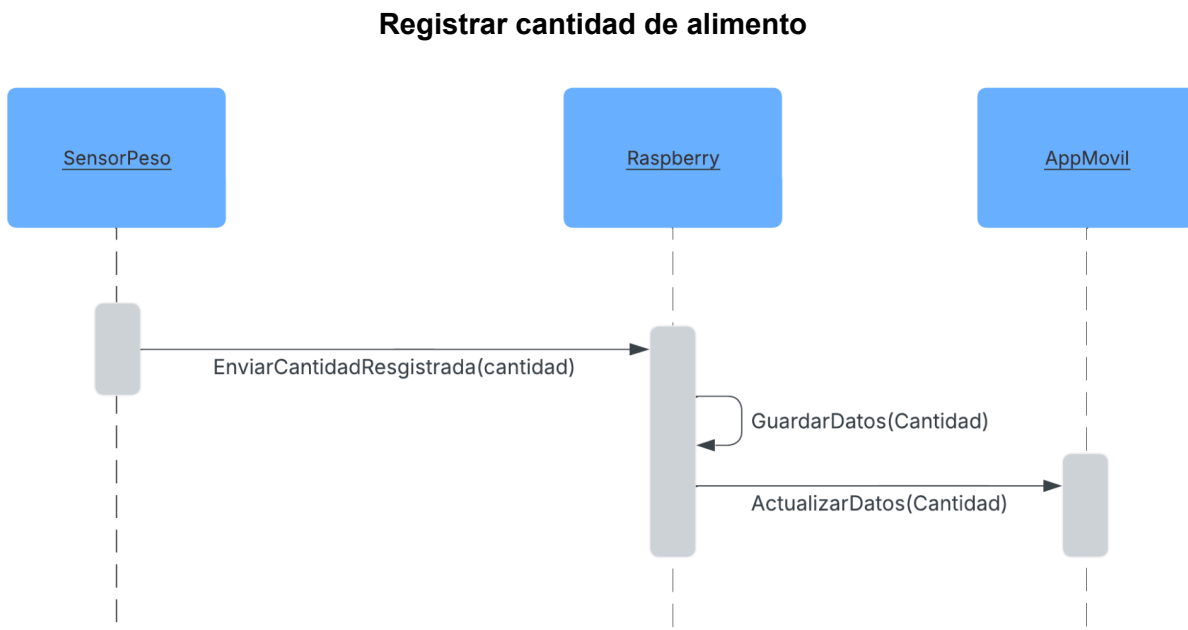 Registrar cantidad de alimento
SensorPeso
Raspberry
AppMovil
EnviarCantidadResgistrada(cantidad)
GuardarDatos(Cantidad)
ActualizarDatos(Cantidad)